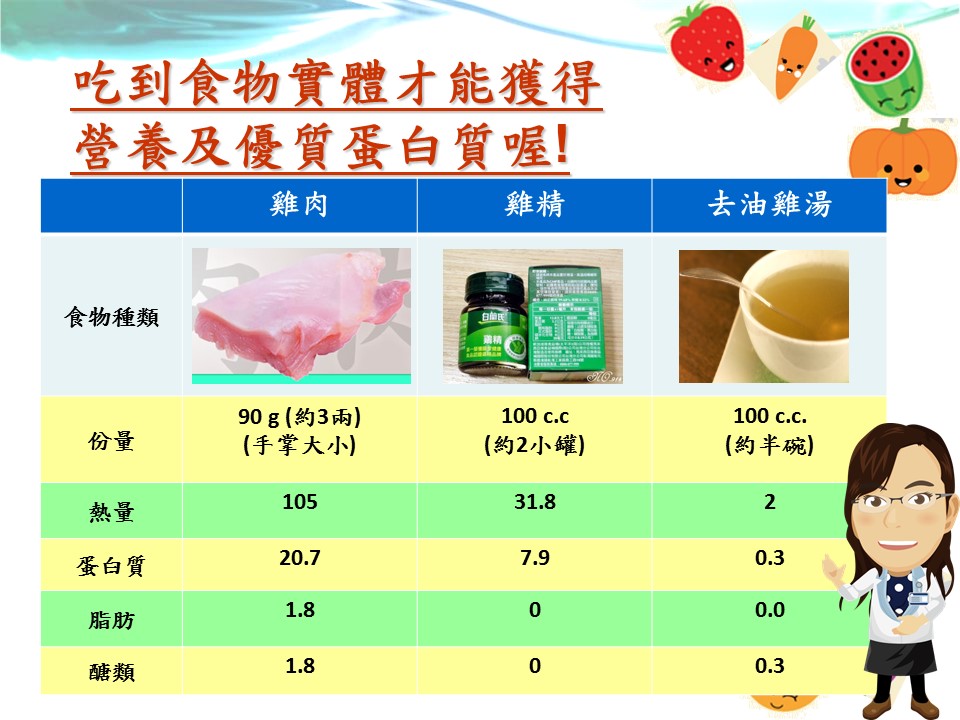 吃到食物實體才能獲得
營養及優質蛋白質喔!
雞肉 雞精 去油雞湯
食物種類
白蘭氏
雞精
份量 90 g (約3兩) 100 c.c 100 c.c.
(手掌大小) (約2小罐) (約半碗)
熱量 105 31.8 2
蛋白質 20.7 7.9 0.3
脂肪 1.8 0 0.0
醣類 1.8 0 0.3